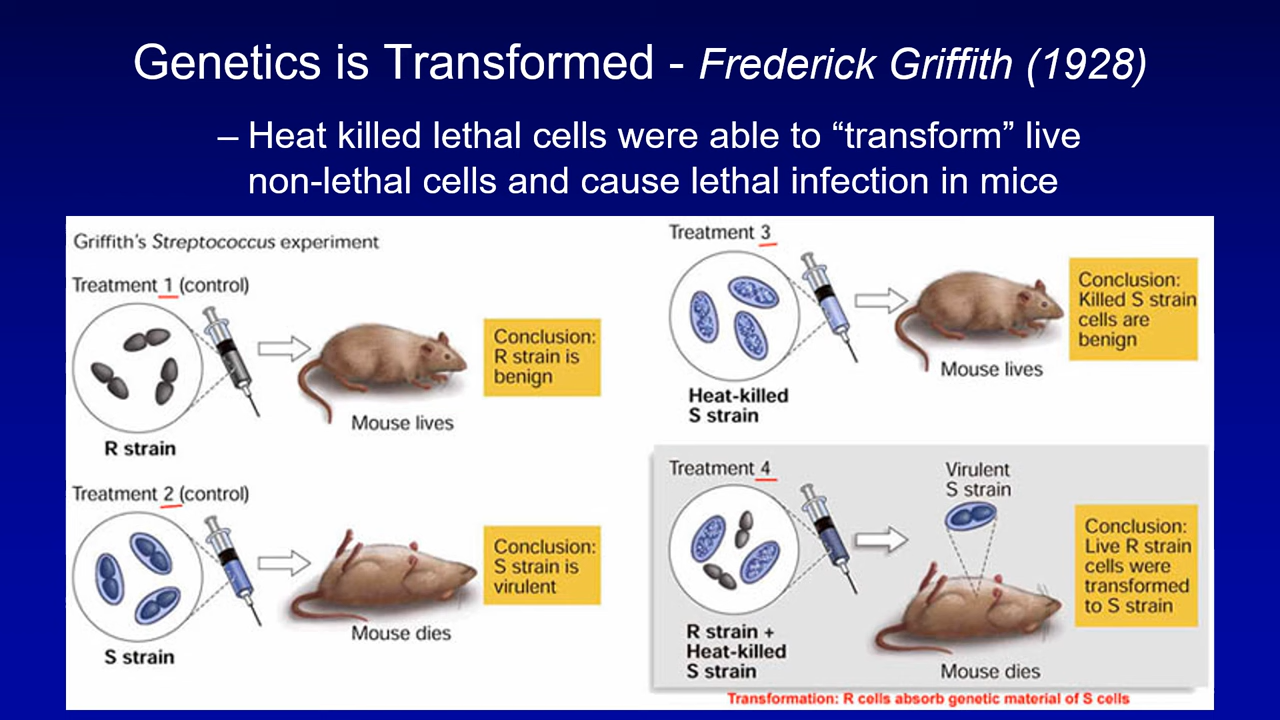 Genetics is Transformed - Frederick Griffith (1928)
– Heat killed lethal cells were able to “transform” live
non-lethal cells and cause lethal infection in mice
Griffith's Streptococcus experiment
Treatment 1 (control)
R strain
Mouse lives
Conclusion:
R strain is
benign
Treatment 2 (control)
S strain
Mouse dies
Conclusion:
S strain is
virulent
Treatment 3
Heat-killed
S strain
Mouse lives
Conclusion:
Killed S strain
cells are
benign
Treatment 4
R strain +
Heat-killed
S strain
Virulent
S strain
Mouse dies
Conclusion:
Live R strain
cells were
transformed
to S strain
Transformation: R cells absorb genetic material of S cells